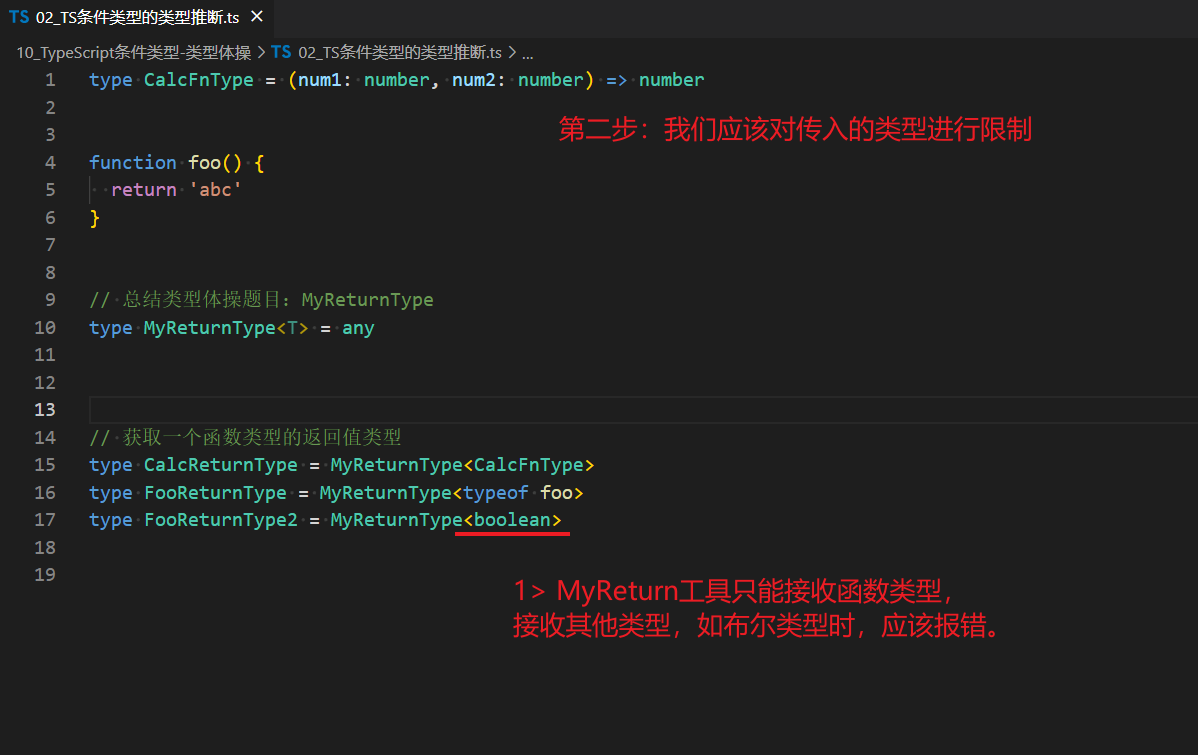 TS 02_TS条件类型的类型推断.ts ×
10_TypeScript条件类型-类型体操 > TS 02_TS条件类型的类型推断.ts > ...
1 type CalcFnType = (num1: number, num2: number) => number
2
第二步：我们应该对传入的类型进行限制
3
4 function foo() {
5 return 'abc'
6 }
7
8
9 // 总结类型体操题目：MyReturnType
10 type MyReturnType<T> = any
11
12
13
14 // 获取一个函数类型的返回值类型
15 type CalcReturnType = MyReturnType<CalcFnType>
16 type FooReturnType = MyReturnType<typeof foo>
17 type FooReturnType2 = MyReturnType<boolean>
18
19
1> MyReturn工具只能接收函数类型，
接收其他类型，如布尔类型时，应该报错。